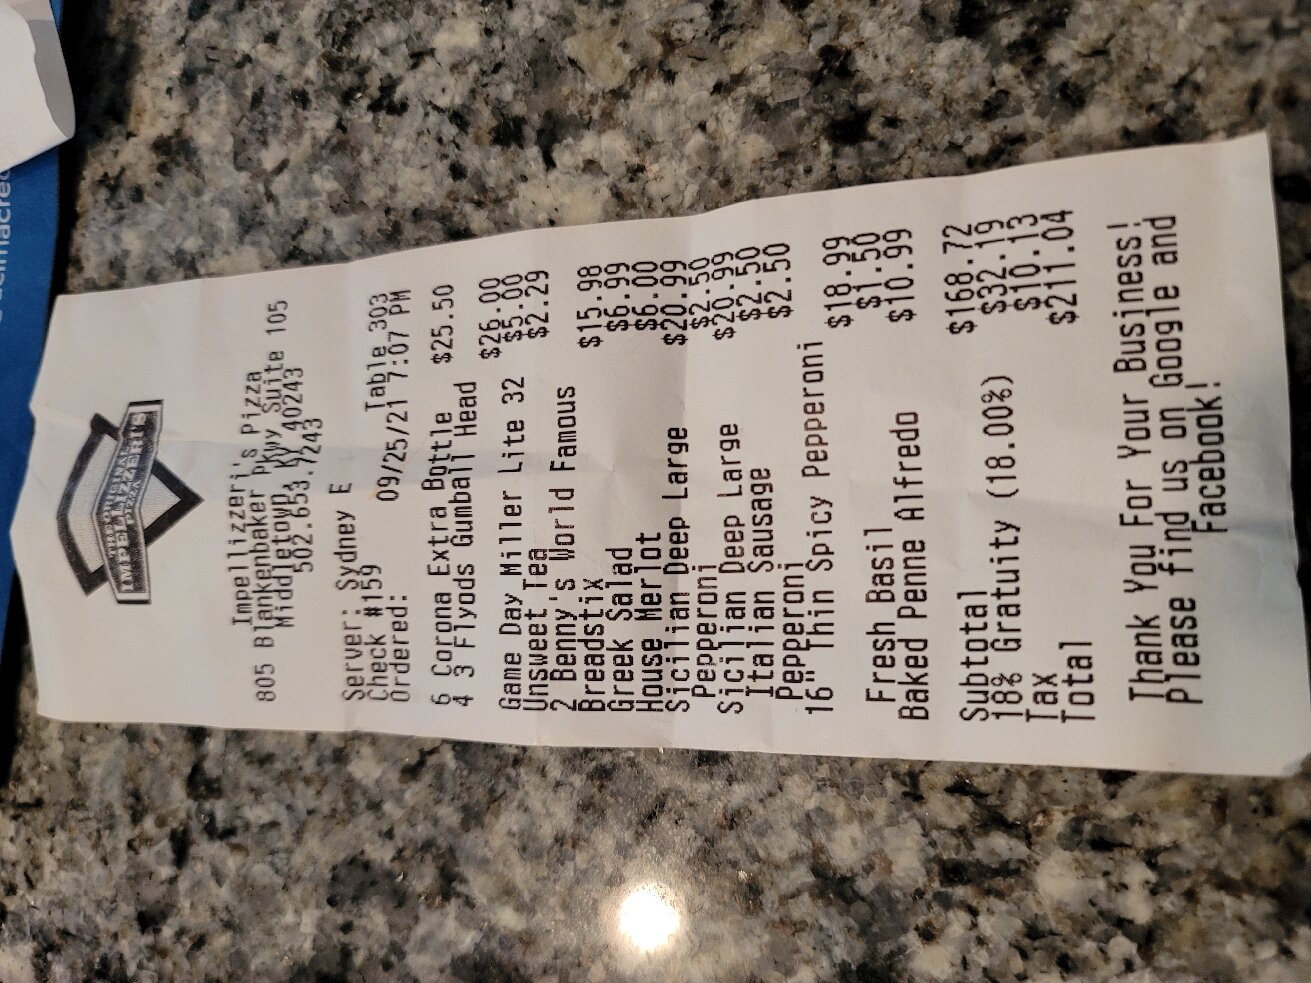 THE ORIGINAL
IMPELLIZZERI'S
PIZZA
Impellizzeri's Pizza
805 Blankenbaker Pkwy Suite 105
Middletown, KY 40243
502.653.7243
Server: Sydney E
Check #159 Table 303
Ordered: 09/25/21 7:07 PM
6 Corona Extra Bottle $25.50
4 3 Flyods Gumball Head $26.00
Game Day Miller Lite 32 $5.00
Unsweet Tea $2.29
2 Benny's World Famous Breadstix $15.98
Greek Salad $6.99
House Merlot $6.00
Sicilian Deep Large $20.99
Pepperoni $2.50
Sicilian Deep Large $20.99
Italian Sausage $2.50
Pepperoni $2.50
16" Thin Spicy Pepperoni $18.99
Fresh Basil $1.50
Baked Penne Alfredo $10.99
Subtotal $168.72
18% Gratuity (18.00%) $32.19
Tax $10.13
Total $211.04
Thank You For Your Business!
Please find us on Google and
Facebook!